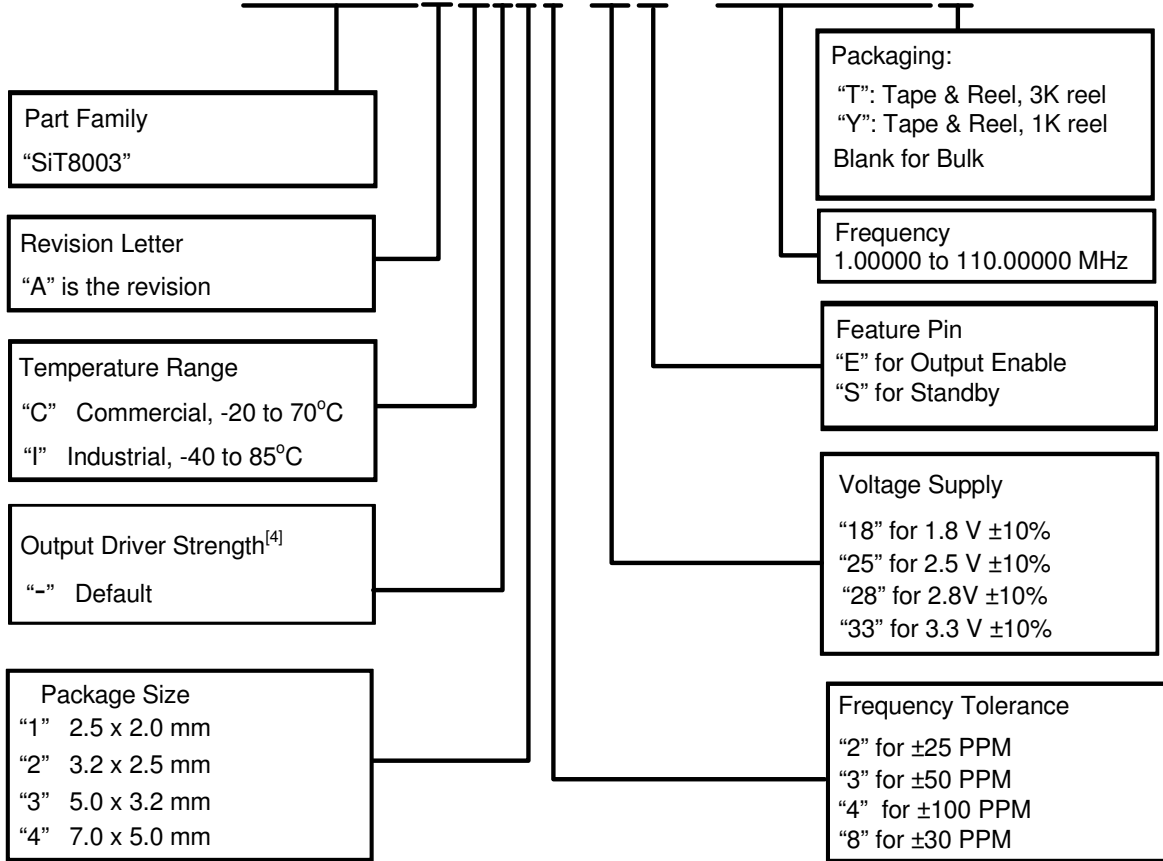 Part Family
“SiT8003”
Revision Letter
“A” is the revision
Temperature Range
“C” Commercial, -20 to 70°C
“I” Industrial, -40 to 85°C
Output Driver Strength[4]
“-” Default
Package Size
“1” 2.5 x 2.0 mm
“2” 3.2 x 2.5 mm
“3” 5.0 x 3.2 mm
“4” 7.0 x 5.0 mm
Packaging:
“T”: Tape & Reel, 3K reel
“Y”: Tape & Reel, 1K reel
Blank for Bulk
Frequency
1.00000 to 110.00000 MHz
Feature Pin
“E” for Output Enable
“S” for Standby
Voltage Supply
“18” for 1.8 V ±10%
“25” for 2.5 V ±10%
“28” for 2.8V ±10%
“33” for 3.3 V ±10%
Frequency Tolerance
“2” for ±25 PPM
“3” for ±50 PPM
“4” for ±100 PPM
“8” for ±30 PPM